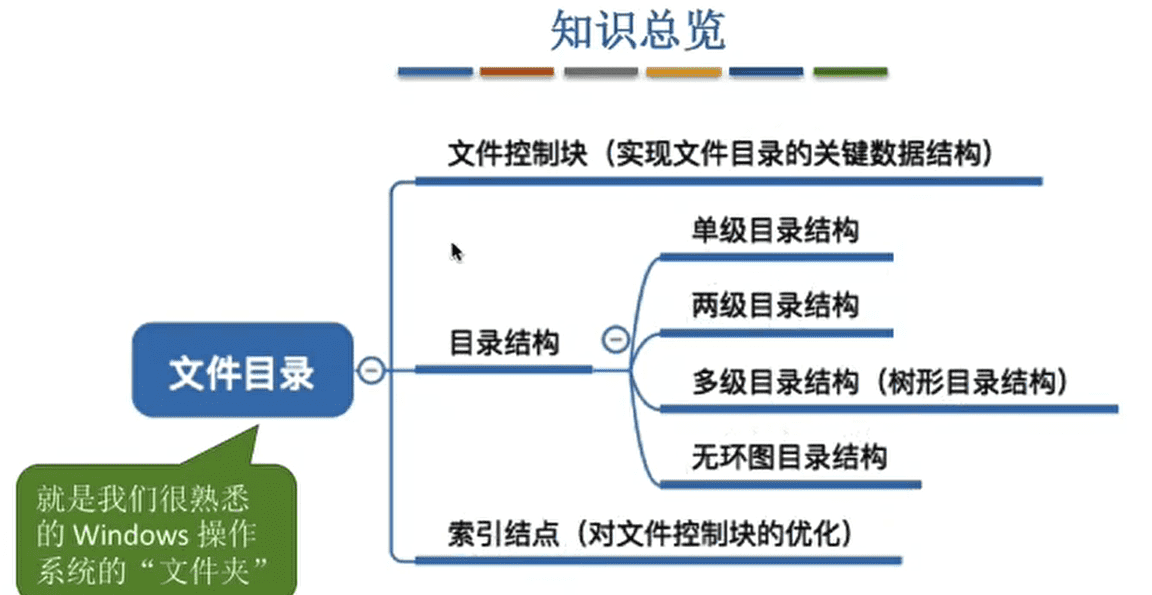 知识总览
文件控制块（实现文件目录的关键数据结构）
单级目录结构
两级目录结构
目录结构
文件目录
多级目录结构（树形目录结构）
无环图目录结构
索引结点（对文件控制块的优化）
就是我们很熟悉
的 Windows 操作
系统的“文件夹”